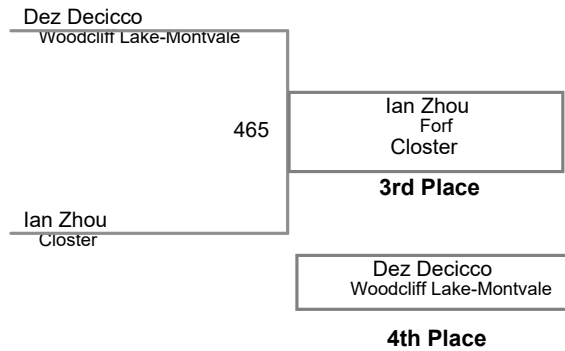 Dez Decicco
Woodcliff Lake-Montvale
465
Ian Zhou
Forf
Closter
3rd Place
Ian Zhou
Closter
Dez Decicco
Woodcliff Lake-Montvale
4th Place